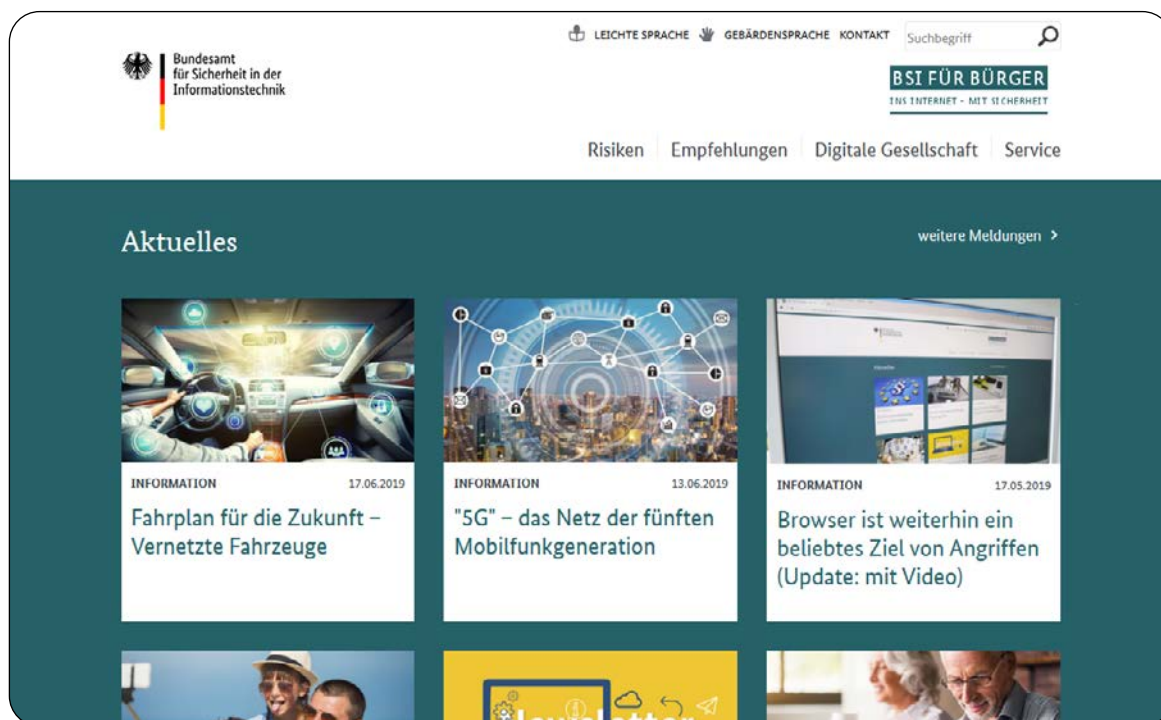 LEICHTE SPRACHE GEBÄRDENSPRACHE KONTAKT Suchbegriff
Bundesamt
für Sicherheit in der
Informationstechnik
BSI FÜR BÜRGER
INS INTERNET - MIT SICHERHEIT
Risiken Empfehlungen Digitale Gesellschaft Service
Aktuelles
weitere Meldungen >
INFORMATION 17.06.2019
Fahrplan für die Zukunft –
Vernetzte Fahrzeuge
INFORMATION 13.06.2019
"5G" – das Netz der fünften
Mobilfunkgeneration
INFORMATION 17.05.2019
Browser ist weiterhin ein
beliebtes Ziel von Angriffen
(Update: mit Video)
Newsletter